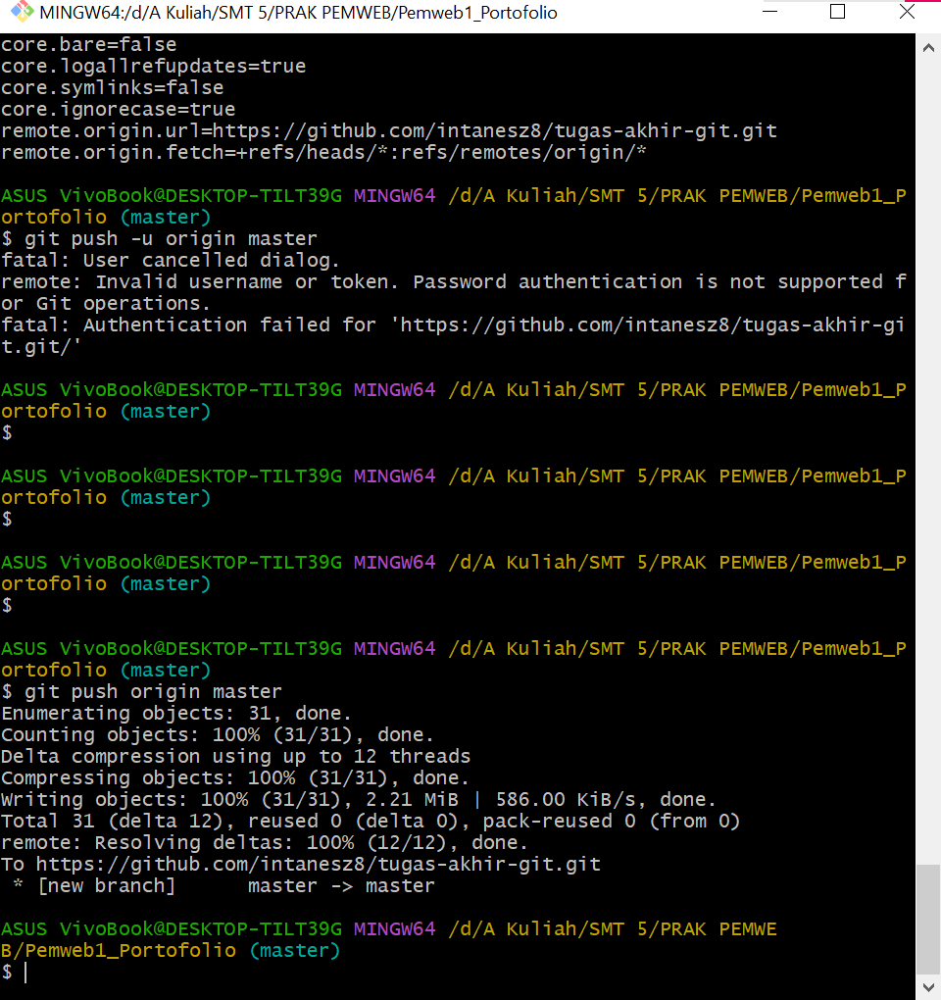 MINGW64:/d/A Kuliah/SMT 5/PRAK PEMWEB/Pemweb1_Portofolio
core.bare=false
core.logallrefupdates=true
core.symlinks=false
core.ignorecase=true
remote.origin.url=https://github.com/intanesz8/tugas-akhir-git.git
remote.origin.fetch=+refs/heads/*:refs/remotes/origin/*
ASUS VivoBook@DESKTOP-TILT39G MINGW64 /d/A Kuliah/SMT 5/PRAK PEMWEB/Pemweb1_P
ortofolio (master)
$ git push -u origin master
fatal: User cancelled dialog.
remote: Invalid username or token. Password authentication is not supported f
or Git operations.
fatal: Authentication failed for 'https://github.com/intanesz8/tugas-akhir-gi
t.git/'
ASUS VivoBook@DESKTOP-TILT39G MINGW64 /d/A Kuliah/SMT 5/PRAK PEMWEB/Pemweb1_P
ortofolio (master)
$
ASUS VivoBook@DESKTOP-TILT39G MINGW64 /d/A Kuliah/SMT 5/PRAK PEMWEB/Pemweb1_P
ortofolio (master)
$
ASUS VivoBook@DESKTOP-TILT39G MINGW64 /d/A Kuliah/SMT 5/PRAK PEMWEB/Pemweb1_P
ortofolio (master)
$
ASUS VivoBook@DESKTOP-TILT39G MINGW64 /d/A Kuliah/SMT 5/PRAK PEMWEB/Pemweb1_P
ortofolio (master)
$ git push origin master
Enumerating objects: 31, done.
Counting objects: 100% (31/31), done.
Delta compression using up to 12 threads
Compressing objects: 100% (31/31), done.
Writing objects: 100% (31/31), 2.21 MiB | 586.00 KiB/s, done.
Total 31 (delta 12), reused 0 (delta 0), pack-reused 0 (from 0)
remote: Resolving deltas: 100% (12/12), done.
To https://github.com/intanesz8/tugas-akhir-git.git
 * [new branch]      master -> master
ASUS VivoBook@DESKTOP-TILT39G MINGW64 /d/A Kuliah/SMT 5/PRAK PEMWE
B/Pemweb1_Portofolio (master)
$